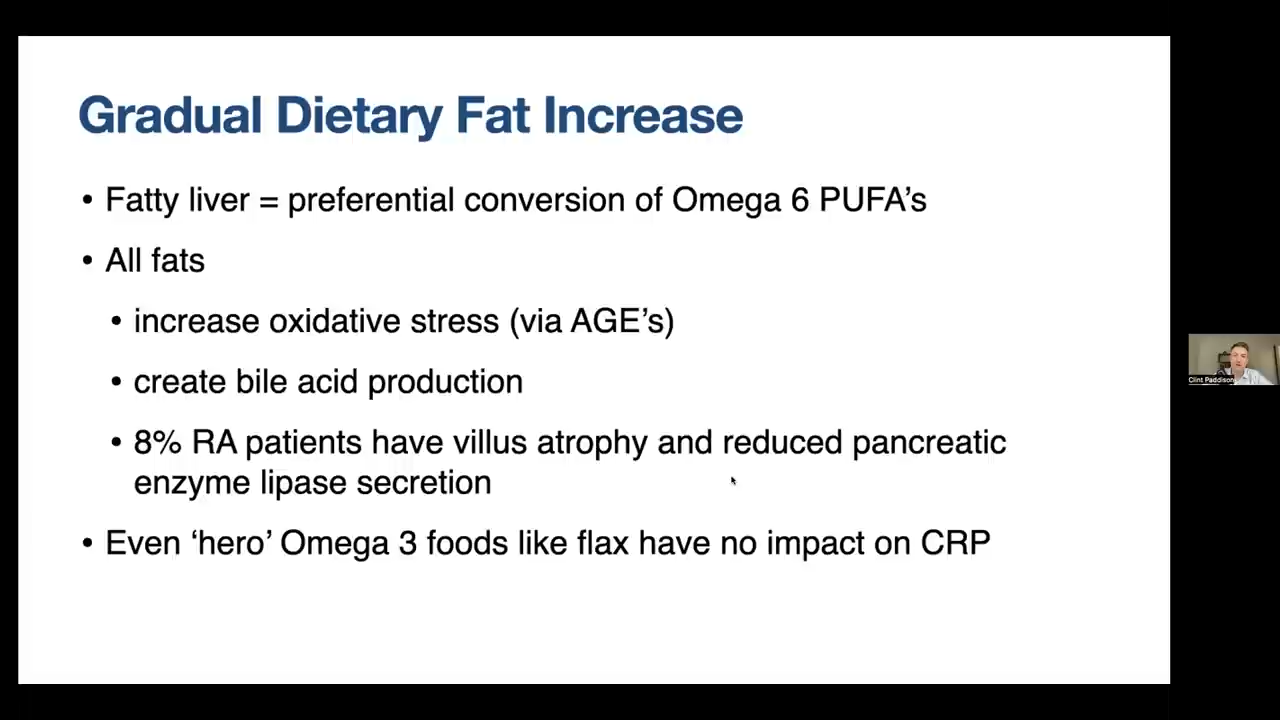 Gradual Dietary Fat Increase
• Fatty liver = preferential conversion of Omega 6 PUFA’s
• All fats
• increase oxidative stress (via AGE’s)
• create bile acid production
• 8% RA patients have villus atrophy and reduced pancreatic
enzyme lipase secretion
• Even ‘hero’ Omega 3 foods like flax have no impact on CRP
Clint Paddison